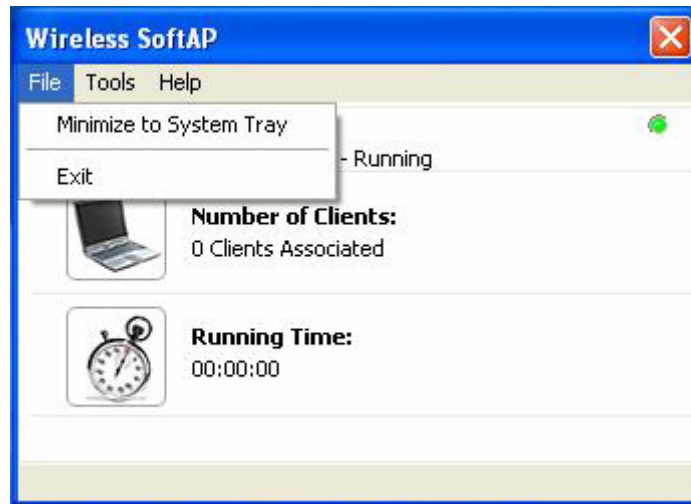 Wireless SoftAP
File Tools Help
Minimize to System Tray
Exit
- Running
Number of Clients:
0 Clients Associated
Running Time:
00:00:00